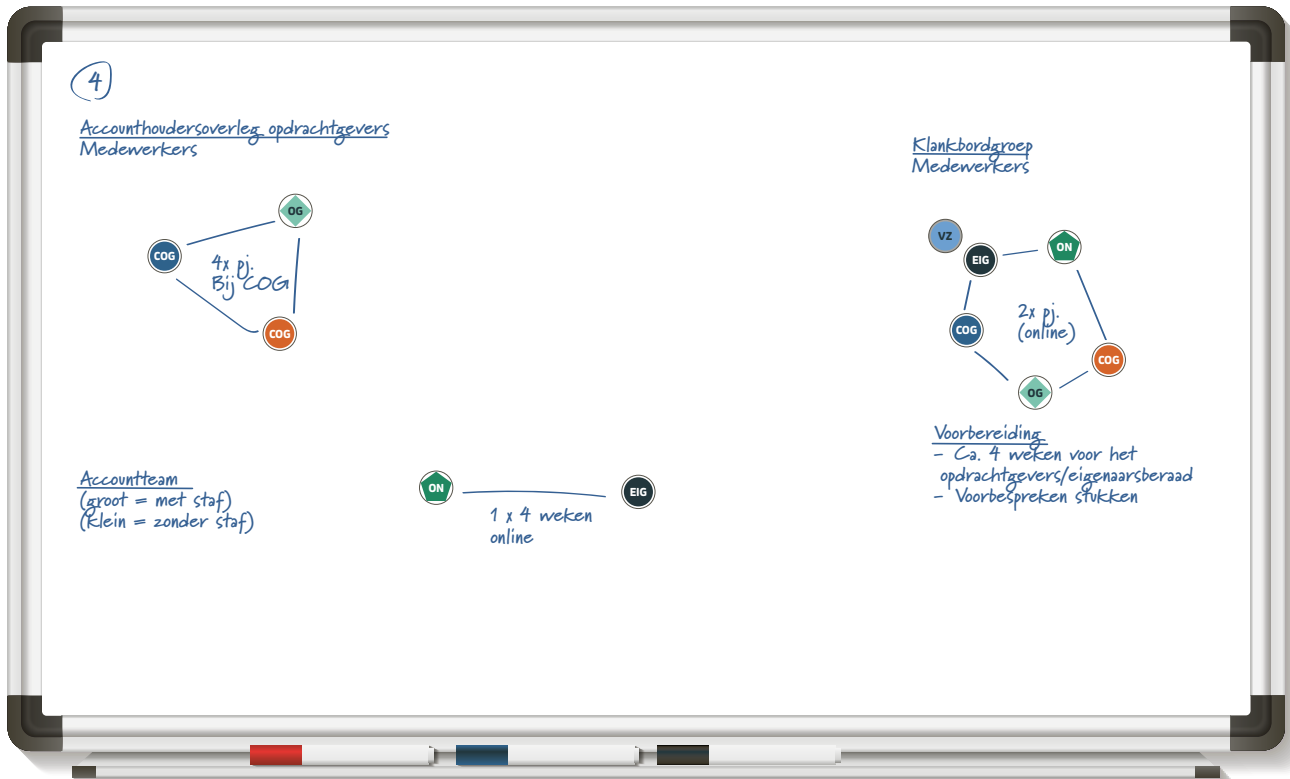 4
Accounthoudersoverleg opdrachtgevers
Medewerkers
OG
COG
4x pj.
Bij COG
COG
Klankbordgroep
Medewerkers
VZ
EIG
ON
COG
2x pj.
(online)
COG
OG
Voorbereiding
- Ca. 4 weken voor het
opdrachtgevers/eigenaarsberaad
- Voorbespreken stukken
Accountteam
(groot = met staf)
(klein = zonder staf)
ON
EIG
1 x 4 weken
online